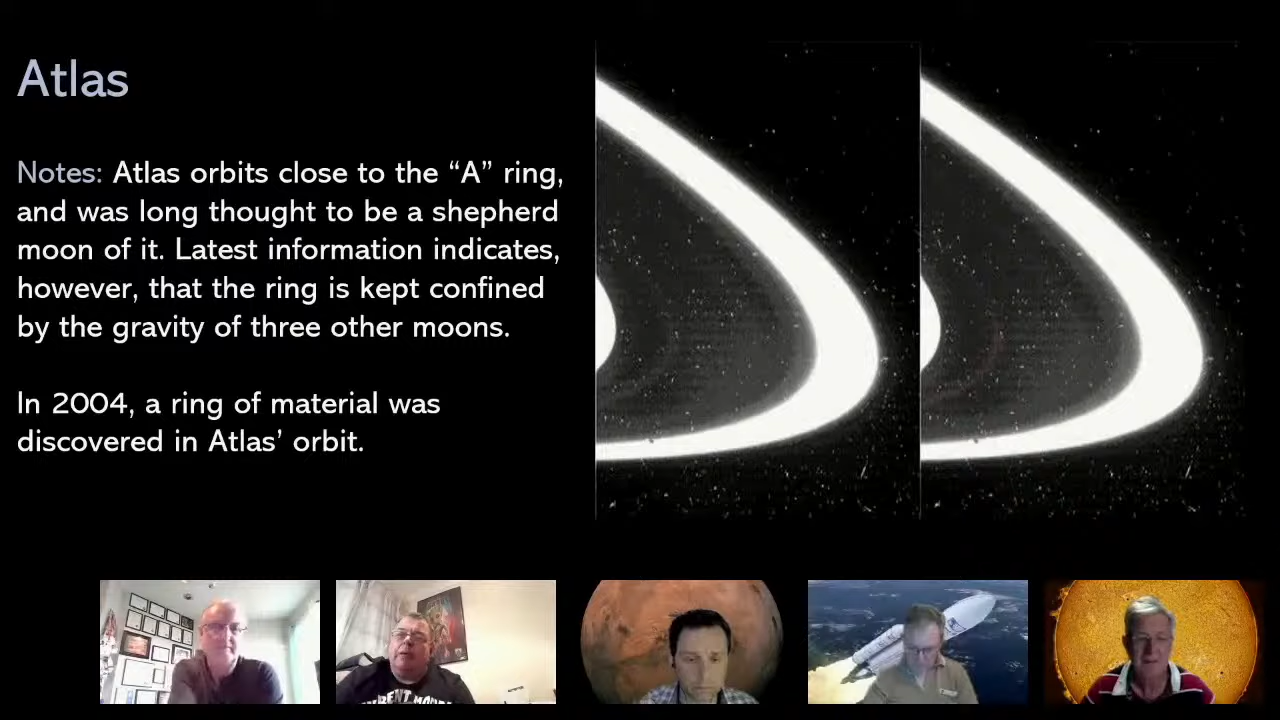 Atlas
Notes: Atlas orbits close to the “A” ring,
and was long thought to be a shepherd
moon of it. Latest information indicates,
however, that the ring is kept confined
by the gravity of three other moons.
In 2004, a ring of material was
discovered in Atlas’ orbit.